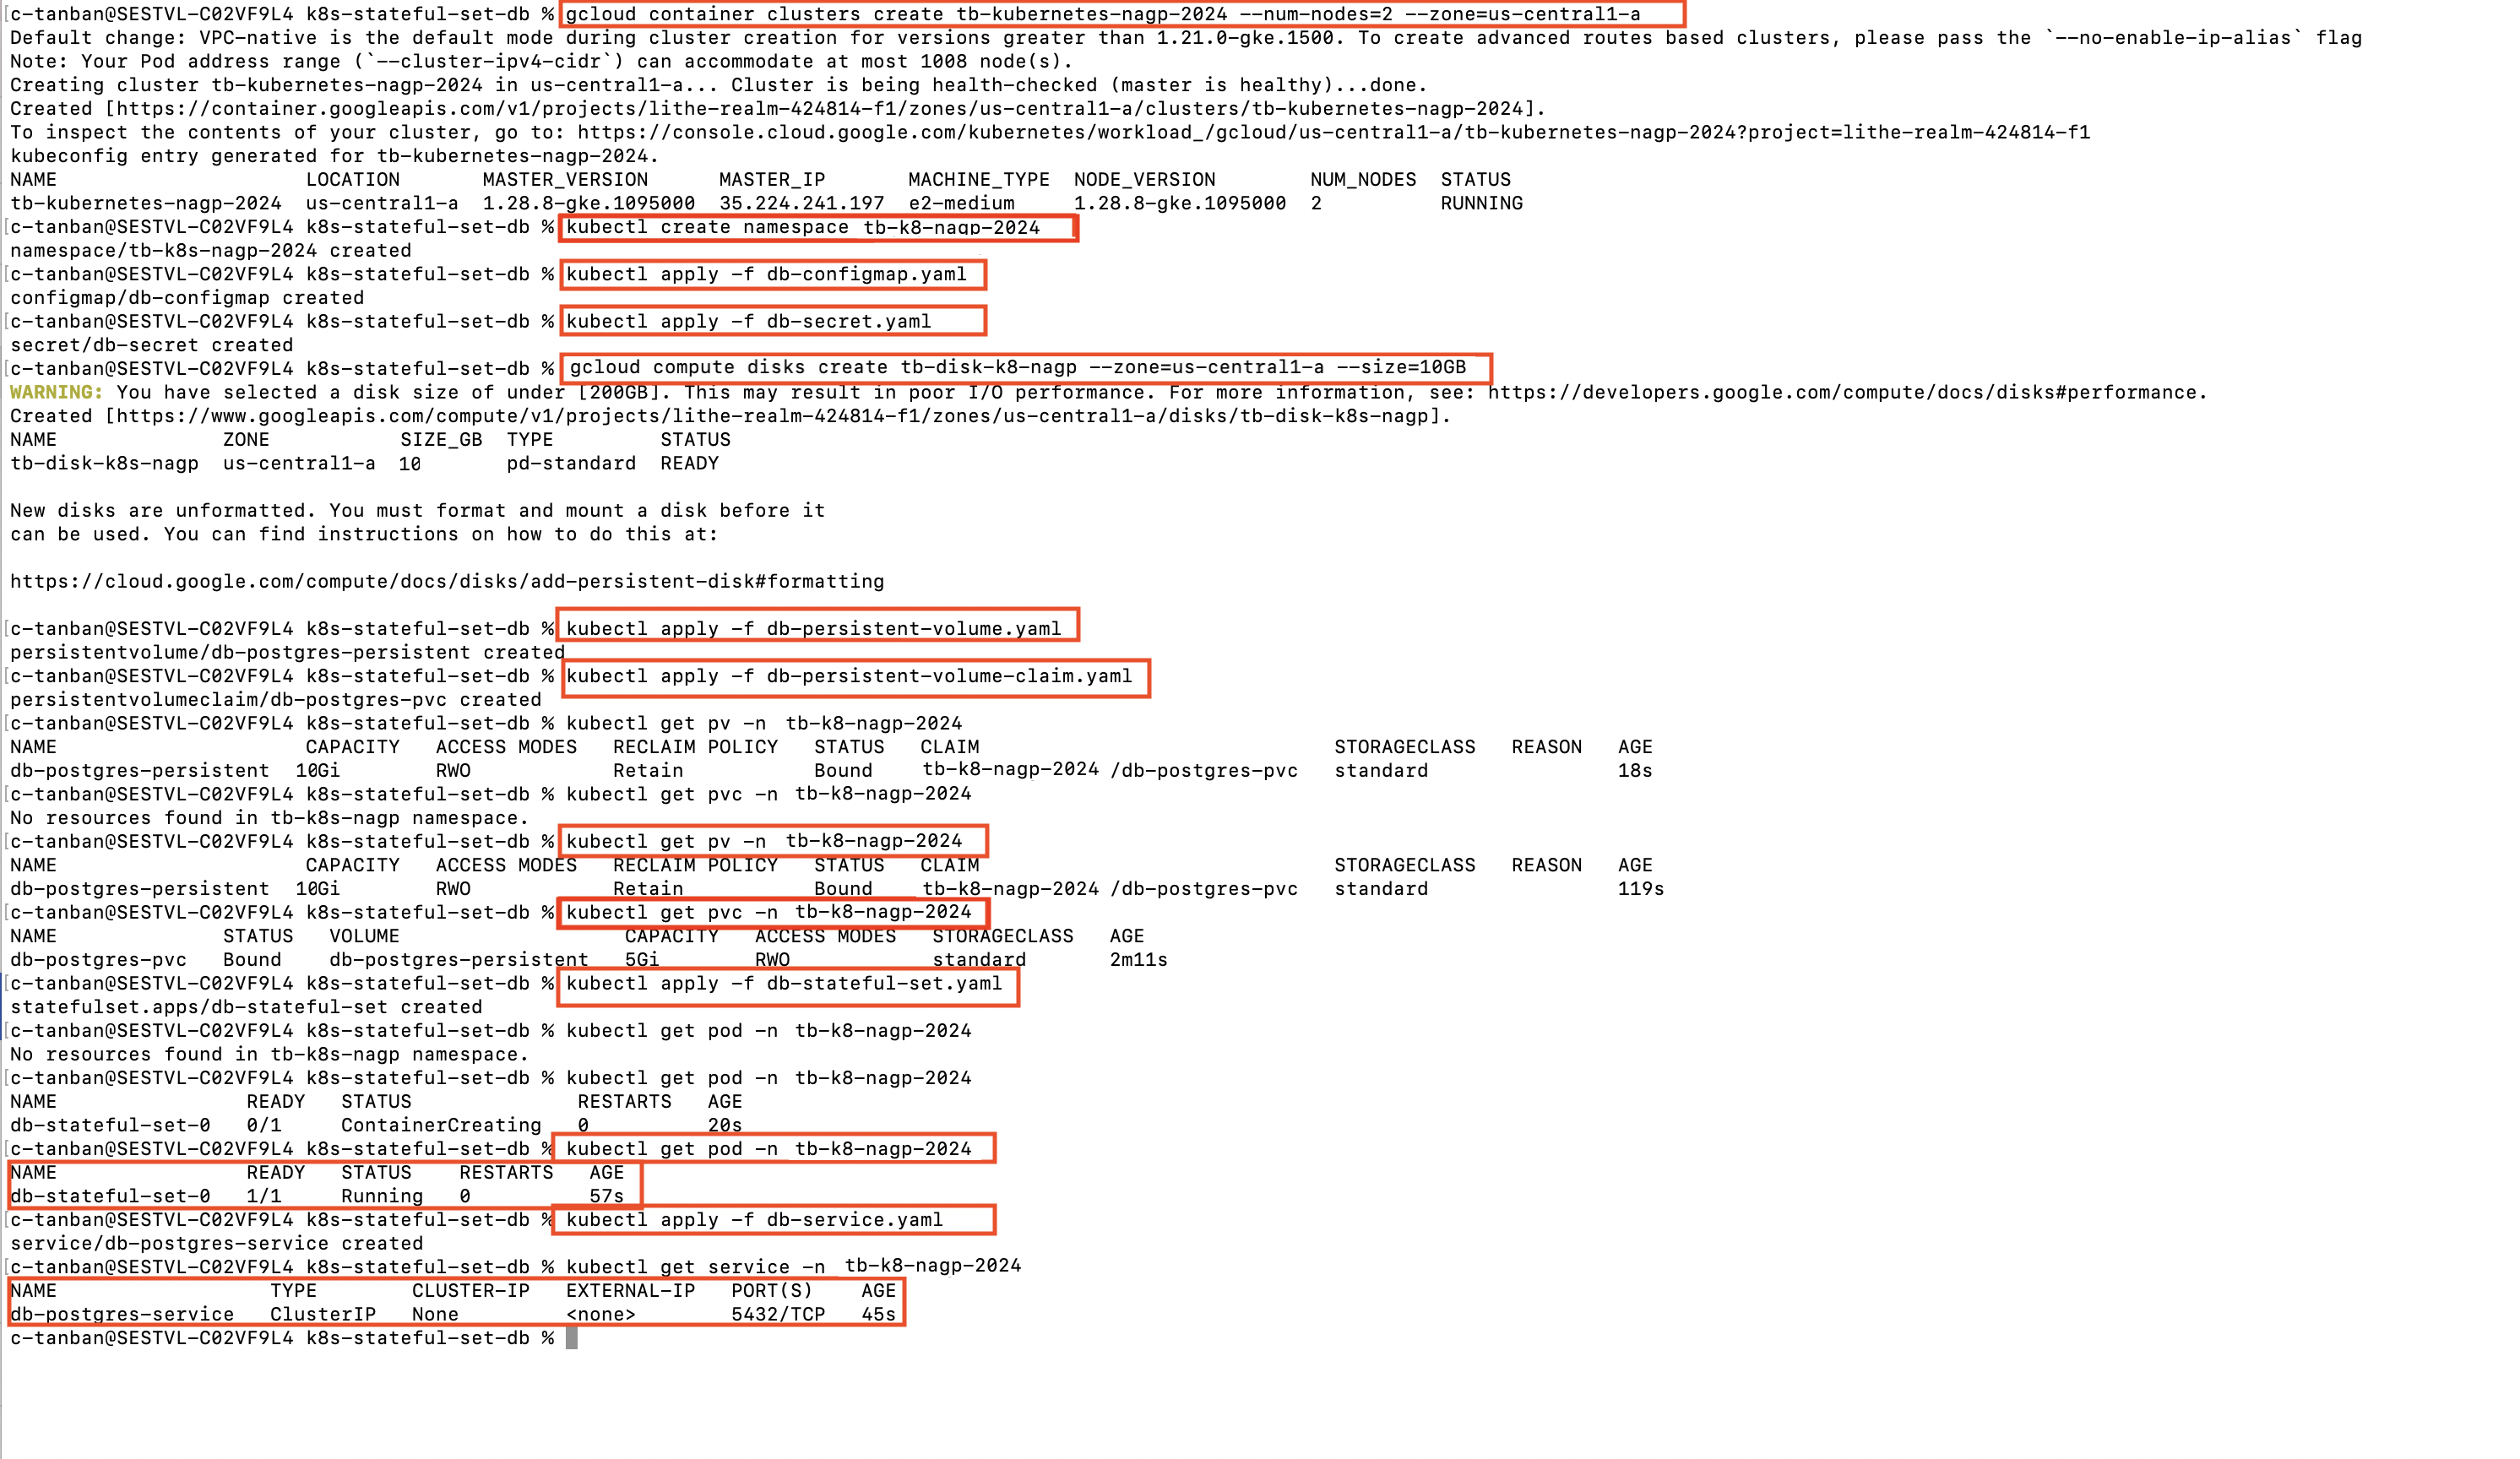 c-tanban@SESTVL-C02VF9L4 k8s-stateful-set-db % gcloud container clusters create tb-kubernetes-nagp-2024 --num-nodes=2 --zone=us-central1-a
Default change: VPC-native is the default mode during cluster creation for versions greater than 1.21.0-gke.1500. To create advanced routes based clusters, please pass the `--no-enable-ip-alias` flag
Note: Your Pod address range (`--cluster-ipv4-cidr`) can accommodate at most 1008 node(s).
Creating cluster tb-kubernetes-nagp-2024 in us-central1-a... Cluster is being health-checked (master is healthy)...done.
Created [https://container.googleapis.com/v1/projects/lithe-realm-424814-f1/zones/us-central1-a/clusters/tb-kubernetes-nagp-2024].
To inspect the contents of your cluster, go to: https://console.cloud.google.com/kubernetes/workload_/gcloud/us-central1-a/tb-kubernetes-nagp-2024?project=lithe-realm-424814-f1
kubeconfig entry generated for tb-kubernetes-nagp-2024.
NAME LOCATION MASTER_VERSION MASTER_IP MACHINE_TYPE NODE_VERSION NUM_NODES STATUS
tb-kubernetes-nagp-2024 us-central1-a 1.28.8-gke.1095000 35.224.241.197 e2-medium 1.28.8-gke.1095000 2 RUNNING
c-tanban@SESTVL-C02VF9L4 k8s-stateful-set-db % kubectl create namespace tb-k8-nagp-2024
namespace/tb-k8s-nagp-2024 created
c-tanban@SESTVL-C02VF9L4 k8s-stateful-set-db % kubectl apply -f db-configmap.yaml
configmap/db-configmap created
c-tanban@SESTVL-C02VF9L4 k8s-stateful-set-db % kubectl apply -f db-secret.yaml
secret/db-secret created
c-tanban@SESTVL-C02VF9L4 k8s-stateful-set-db % gcloud compute disks create tb-disk-k8-nagp --zone=us-central1-a --size=10GB
WARNING: You have selected a disk size of under [200GB]. This may result in poor I/O performance. For more information, see: https://developers.google.com/compute/docs/disks#performance.
Created [https://www.googleapis.com/compute/v1/projects/lithe-realm-424814-f1/zones/us-central1-a/disks/tb-disk-k8s-nagp].
NAME ZONE SIZE_GB TYPE STATUS
tb-disk-k8s-nagp us-central1-a 10 pd-standard READY
New disks are unformatted. You must format and mount a disk before it
can be used. You can find instructions on how to do this at:
https://cloud.google.com/compute/docs/disks/add-persistent-disk#formatting
c-tanban@SESTVL-C02VF9L4 k8s-stateful-set-db % kubectl apply -f db-persistent-volume.yaml
persistentvolume/db-postgres-persistent created
c-tanban@SESTVL-C02VF9L4 k8s-stateful-set-db % kubectl apply -f db-persistent-volume-claim.yaml
persistentvolumeclaim/db-postgres-pvc created
c-tanban@SESTVL-C02VF9L4 k8s-stateful-set-db % kubectl get pv -n tb-k8-nagp-2024
NAME CAPACITY ACCESS MODES RECLAIM POLICY STATUS CLAIM STORAGECLASS REASON AGE
db-postgres-persistent 10Gi RWO Retain Bound tb-k8-nagp-2024 /db-postgres-pvc standard 18s
c-tanban@SESTVL-C02VF9L4 k8s-stateful-set-db % kubectl get pvc -n tb-k8-nagp-2024
No resources found in tb-k8s-nagp namespace.
c-tanban@SESTVL-C02VF9L4 k8s-stateful-set-db % kubectl get pv -n tb-k8-nagp-2024
NAME CAPACITY ACCESS MODES RECLAIM POLICY STATUS CLAIM STORAGECLASS REASON AGE
db-postgres-persistent 10Gi RWO Retain Bound tb-k8-nagp-2024 /db-postgres-pvc standard 119s
c-tanban@SESTVL-C02VF9L4 k8s-stateful-set-db % kubectl get pvc -n tb-k8-nagp-2024
NAME STATUS VOLUME CAPACITY ACCESS MODES STORAGECLASS AGE
db-postgres-pvc Bound db-postgres-persistent 5Gi RWO standard 2m11s
c-tanban@SESTVL-C02VF9L4 k8s-stateful-set-db % kubectl apply -f db-stateful-set.yaml
statefulset.apps/db-stateful-set created
c-tanban@SESTVL-C02VF9L4 k8s-stateful-set-db % kubectl get pod -n tb-k8-nagp-2024
No resources found in tb-k8s-nagp namespace.
c-tanban@SESTVL-C02VF9L4 k8s-stateful-set-db % kubectl get pod -n tb-k8-nagp-2024
NAME READY STATUS RESTARTS AGE
db-stateful-set-0 0/1 ContainerCreating 0 20s
c-tanban@SESTVL-C02VF9L4 k8s-stateful-set-db % kubectl get pod -n tb-k8-nagp-2024
NAME READY STATUS RESTARTS AGE
db-stateful-set-0 1/1 Running 0 57s
c-tanban@SESTVL-C02VF9L4 k8s-stateful-set-db % kubectl apply -f db-service.yaml
service/db-postgres-service created
c-tanban@SESTVL-C02VF9L4 k8s-stateful-set-db % kubectl get service -n tb-k8-nagp-2024
NAME TYPE CLUSTER-IP EXTERNAL-IP PORT(S) AGE
db-postgres-service ClusterIP None <none> 5432/TCP 45s
c-tanban@SESTVL-C02VF9L4 k8s-stateful-set-db %